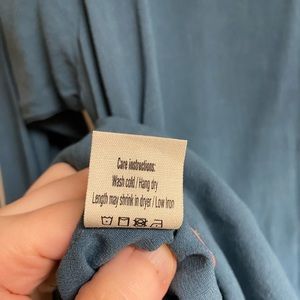 Care instructions:
Wash cold / Hang dry
Length may shrink in dryer / Low iron